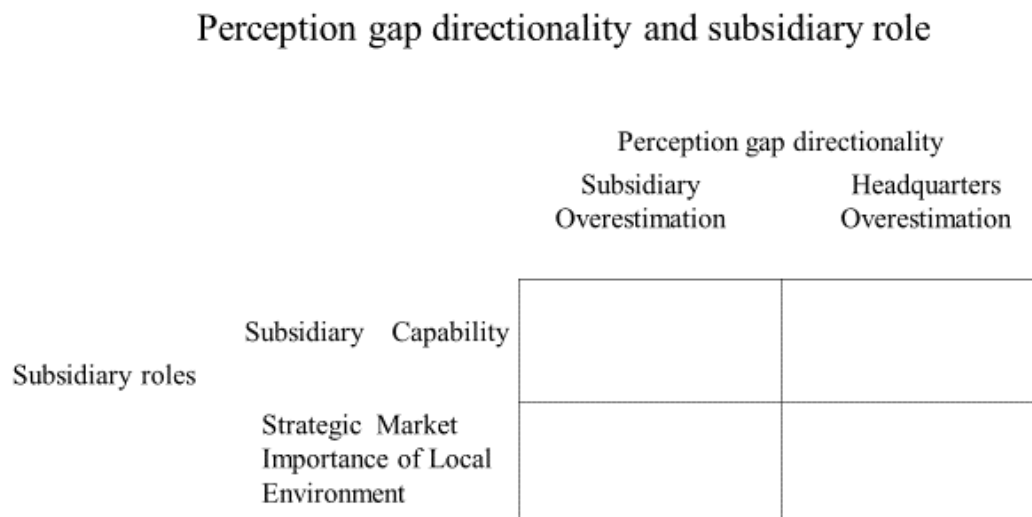 Perception gap directionality and subsidiary role
Perception gap directionality
Subsidiary
Overestimation
Headquarters
Overestimation
Subsidiary roles
Subsidiary Capability
Strategic Market
Importance of Local
Environment